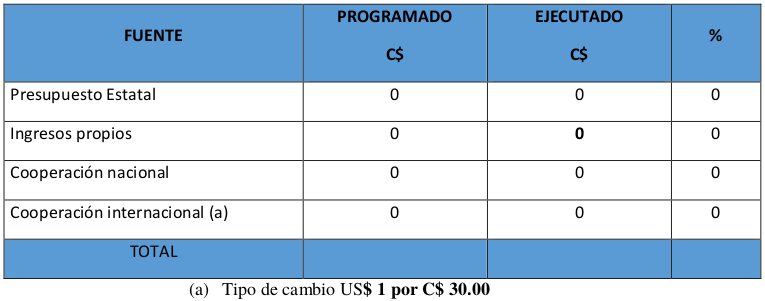 FUENTE PROGRAMADO C$ EJECUTADO C$ %
Presupuesto Estatal 0 0 0
Ingresos propios 0 0 0
Cooperación nacional 0 0 0
Cooperación internacional (a) 0 0 0
TOTAL
(a) Tipo de cambio US$ 1 por C$ 30.00